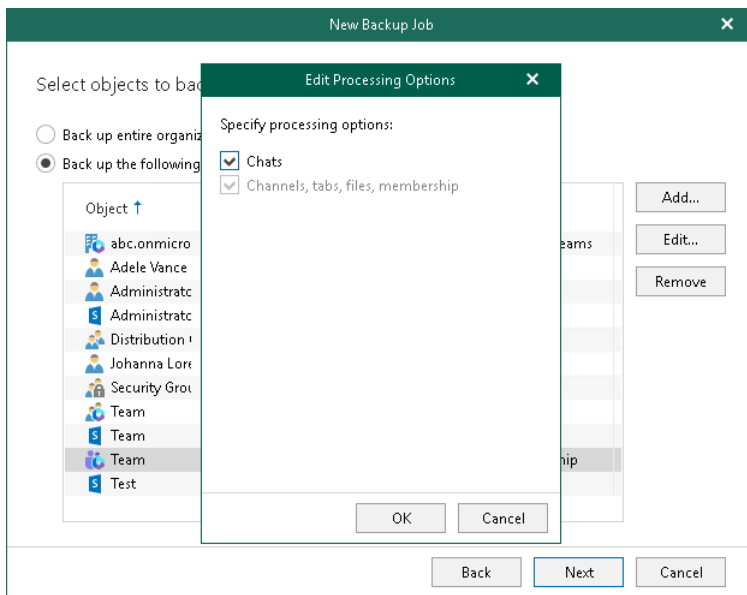 New Backup Job
Select objects to bac
Edit Processing Options
Specify processing options:
Back up entire organiz
Back up the following
Chats
Channels, tabs, files, membership
Object
Add...
abc.onmicro
eams
Edit...
Adele Vance
Administratc
Remove
Administratc
Distribution
Johanna Lore
Security Grou
Team
Team
Team
hip
Test
OK
Cancel
Back
Next
Cancel